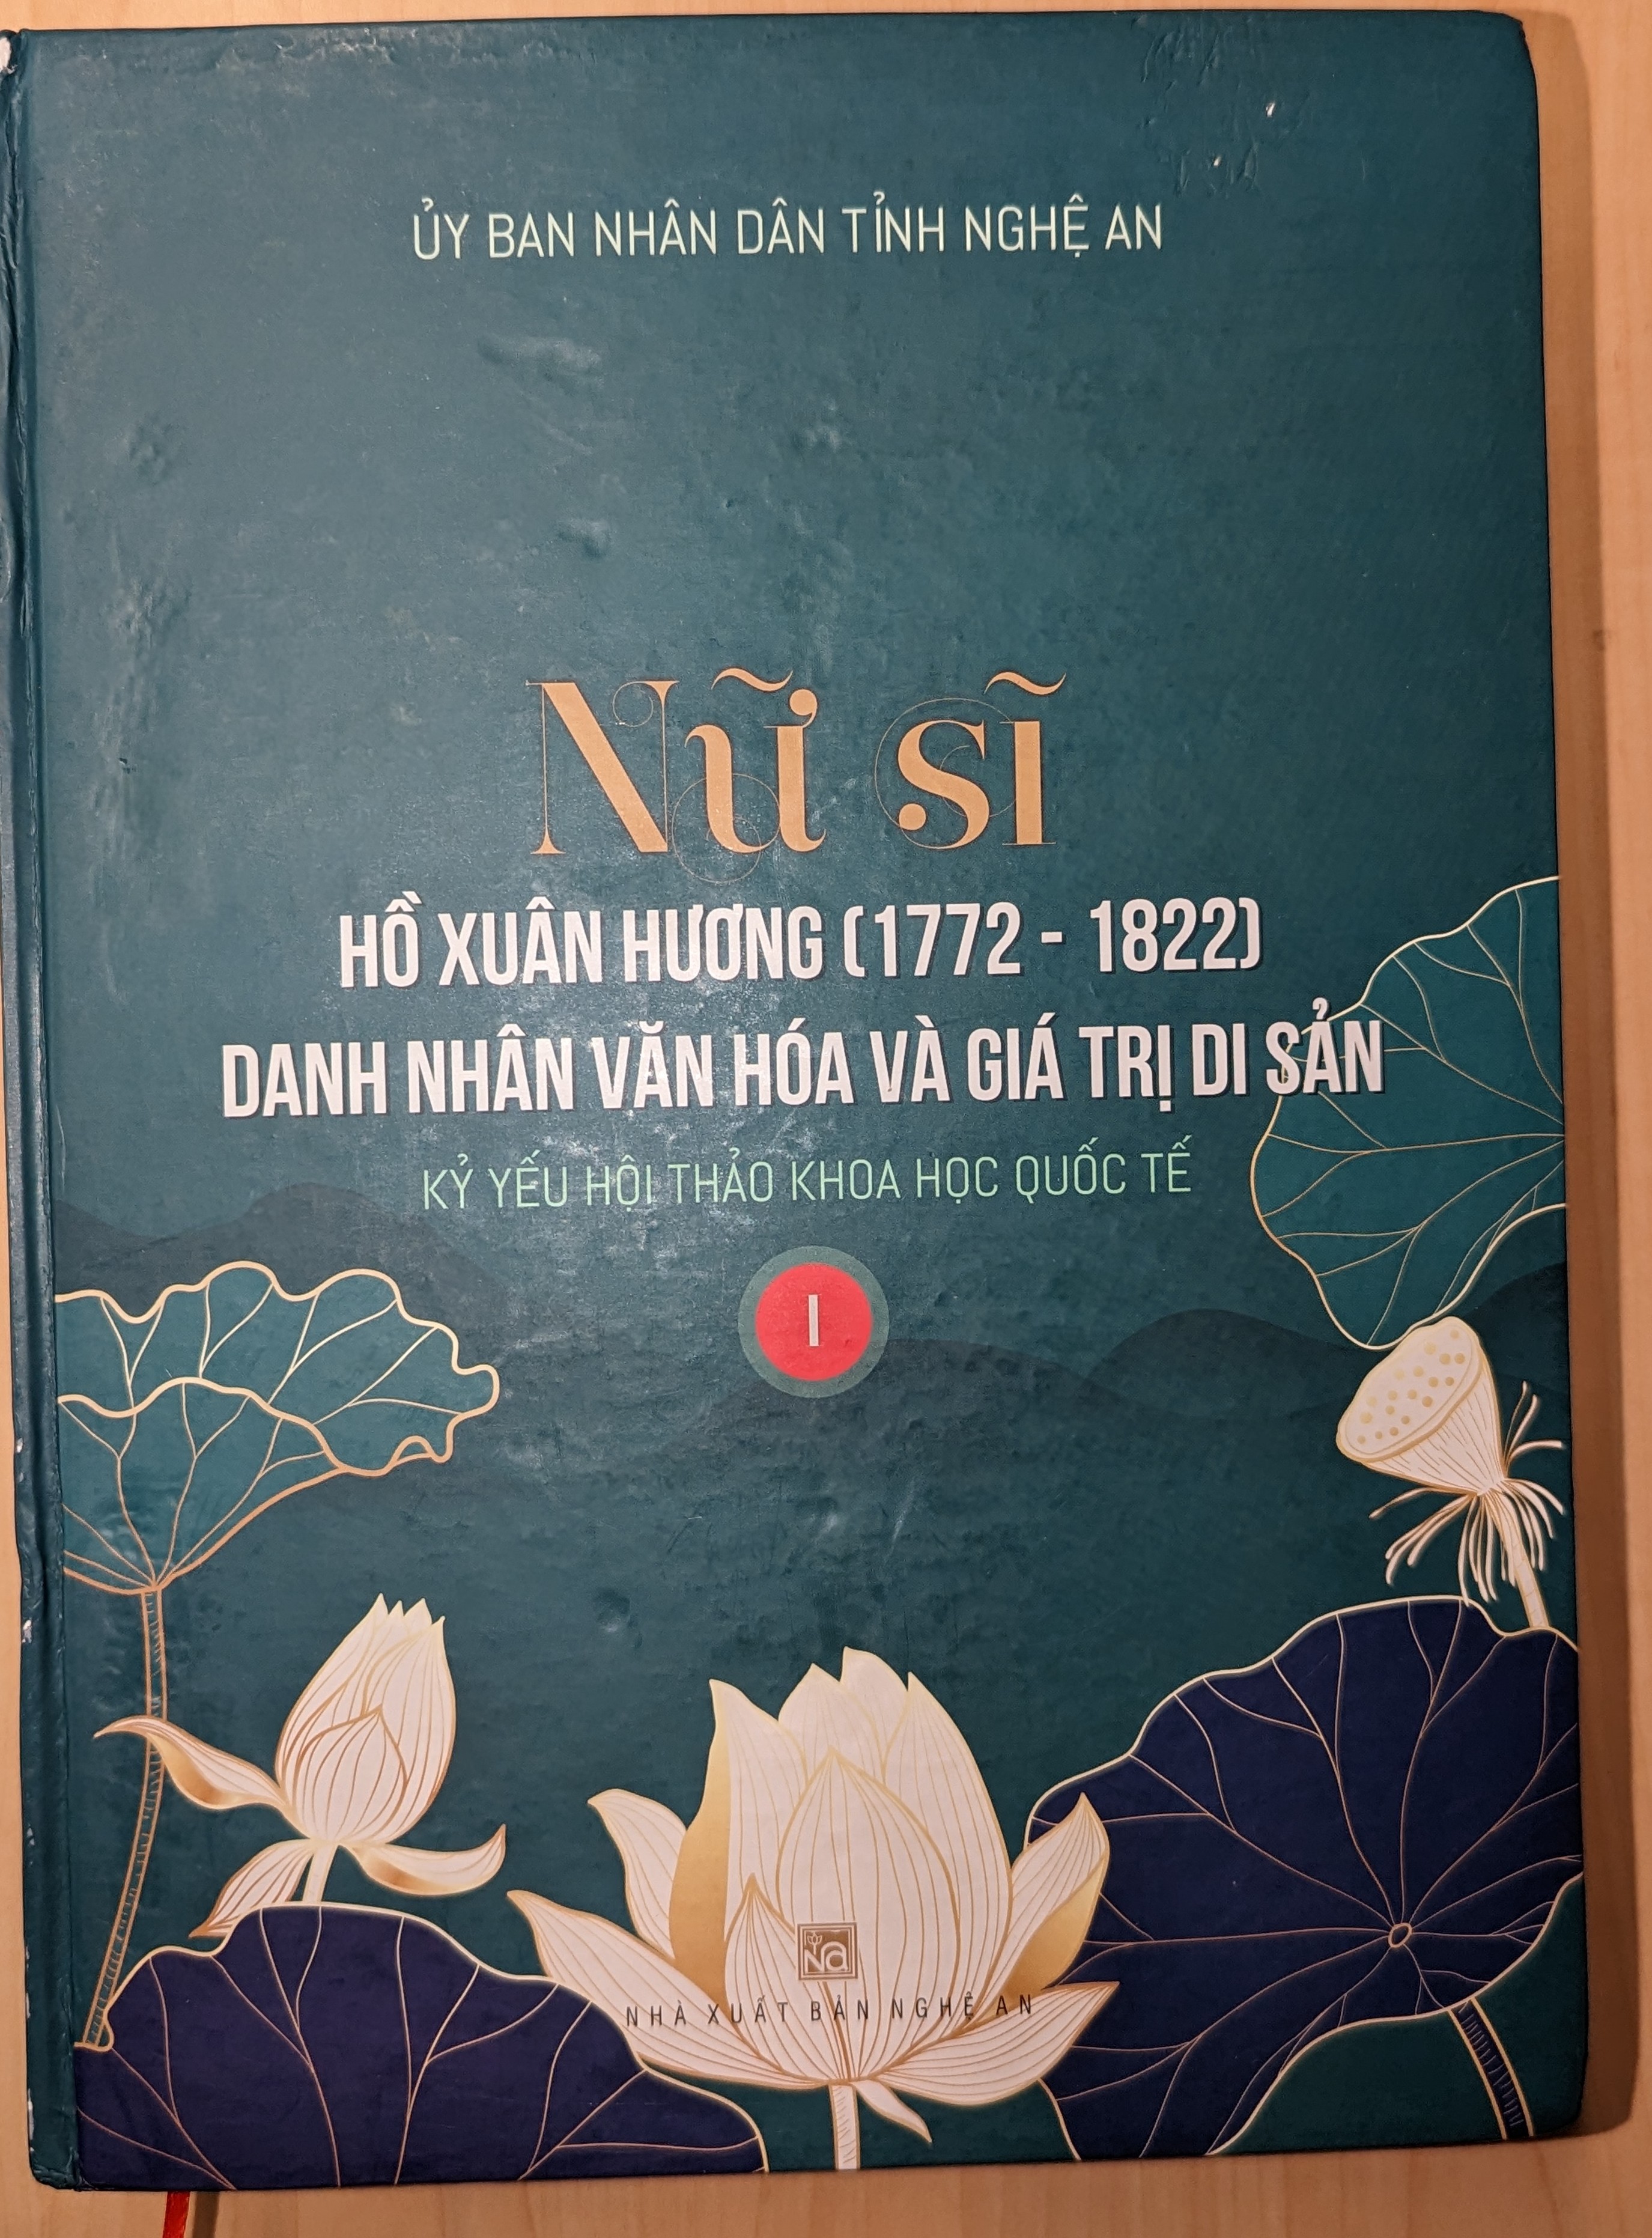 ỦY BAN NHÂN DÂN TỈNH NGHỆ AN
Nữ sĩ
HỒ XUÂN HƯƠNG (1772 - 1822)
DANH NHÂN VĂN HÓA VÀ GIÁ TRỊ DI SẢN
KỶ YẾU HỘI THẢO KHOA HỌC QUỐC TẾ
I
NA
NHÀ XUẤT BẢN NGHỆ AN